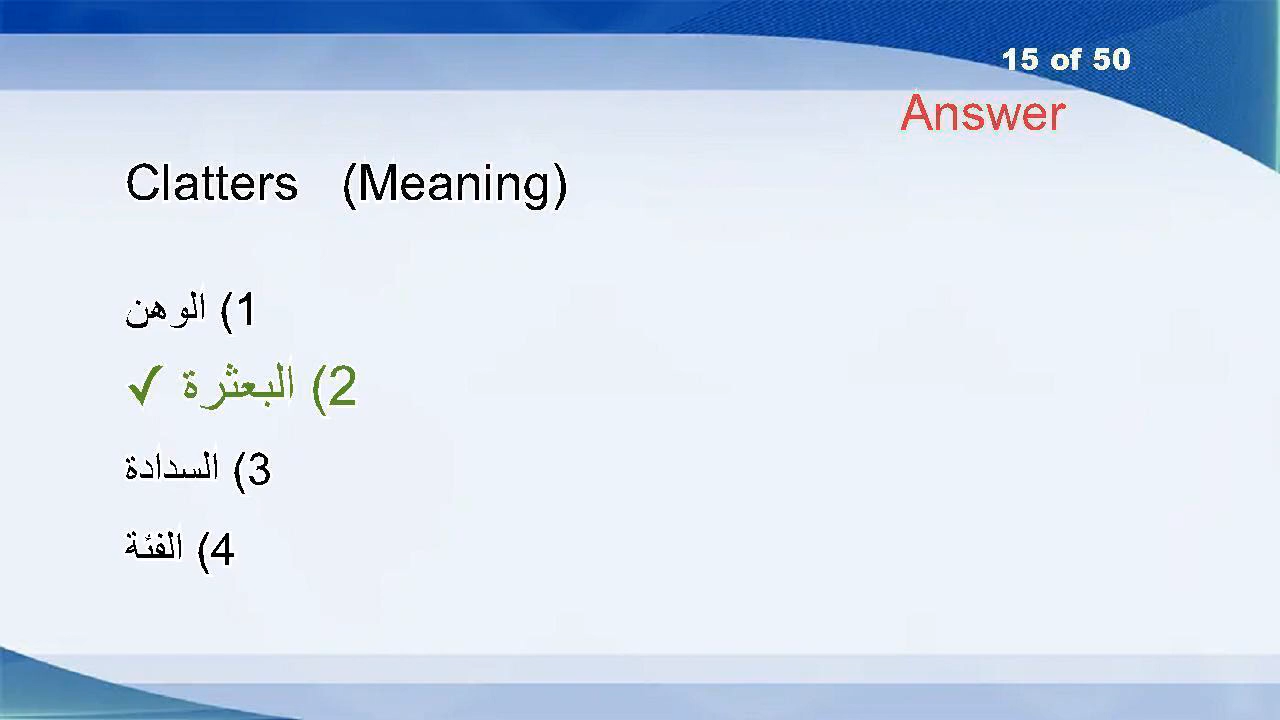 15 of 50
Answer
Clatters (Meaning)
1) الوهن
2) البعثرة ✓
3) السدادة
4) الفئة